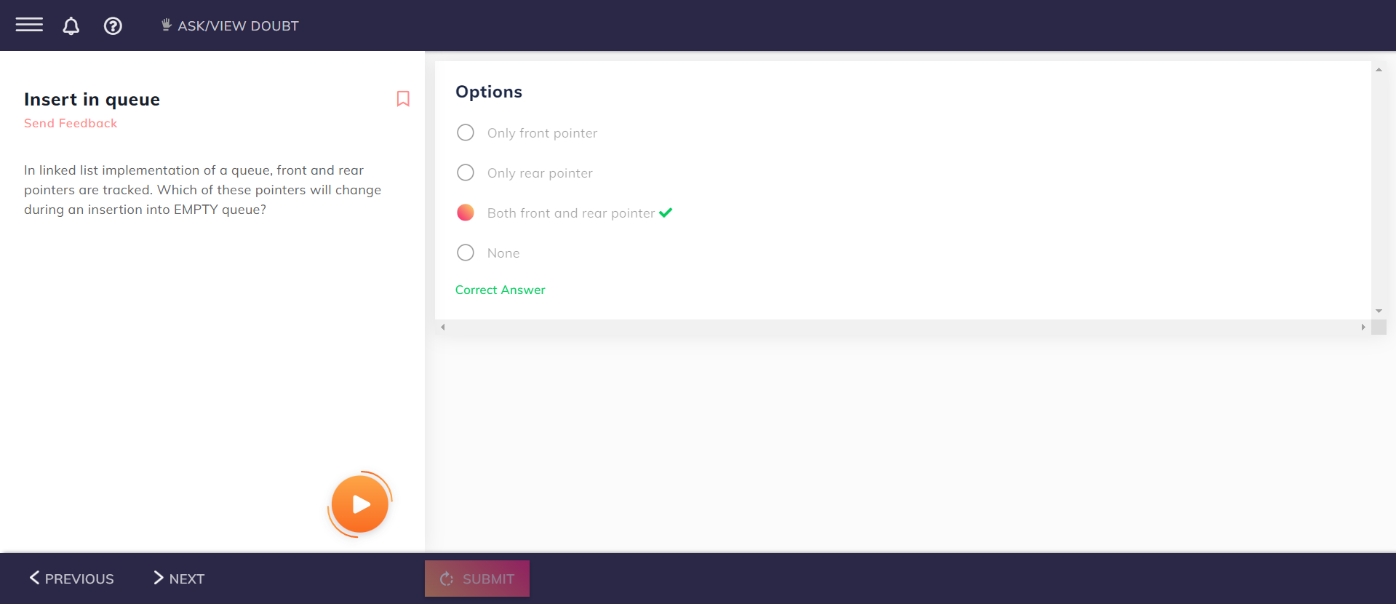 ASK/VIEW DOUBT
Insert in queue
Send Feedback
In linked list implementation of a queue, front and rear
pointers are tracked. Which of these pointers will change
during an insertion into EMPTY queue?
Options
Only front pointer
Only rear pointer
Both front and rear pointer
None
Correct Answer
PREVIOUS
NEXT
SUBMIT